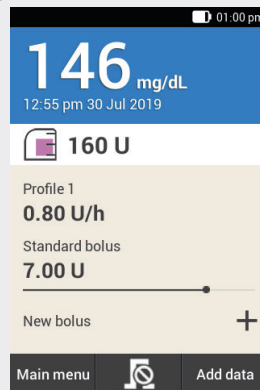 01:00 pm
146 mg/dL
12:55 pm 30 Jul 2019
160 U
Profile 1
0.80 U/h
Standard bolus
7.00 U
New bolus +
Main menu Add data